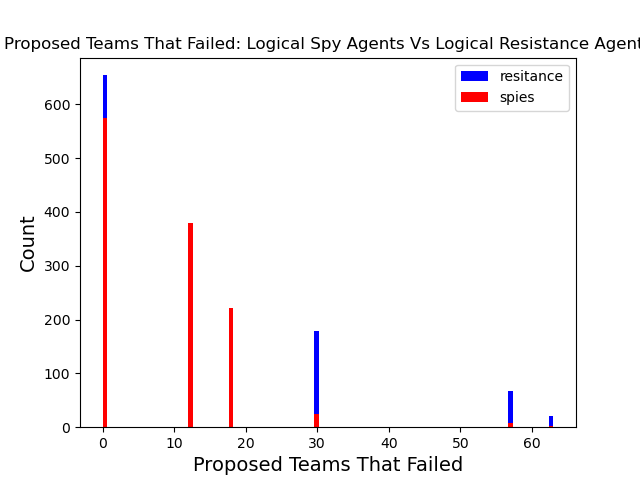 Proposed Teams That Failed: Logical Spy Agents Vs Logical Resistance Agent
resitance
spies
Count
600
500
400
300
200
100
0
0 10 20 30 40 50 60
Proposed Teams That Failed